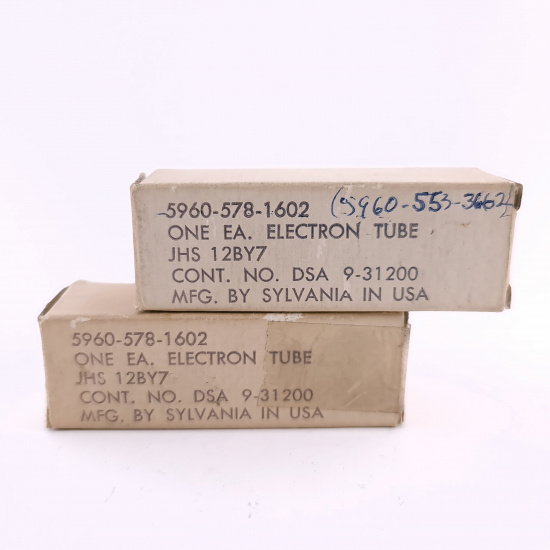 -5960-578-1602 (5960-553-3662)
ONE EA. ELECTRON TUBE
JHS 12BY7
CONT. NO. DSA 9-31200
MFG. BY SYLVANIA IN USA
5960-578-1602
ONE EA. ELECTRON TUBE
JHS 12BY7
CONT. NO. DSA 9-31200
MFG. BY SYLVANIA IN USA